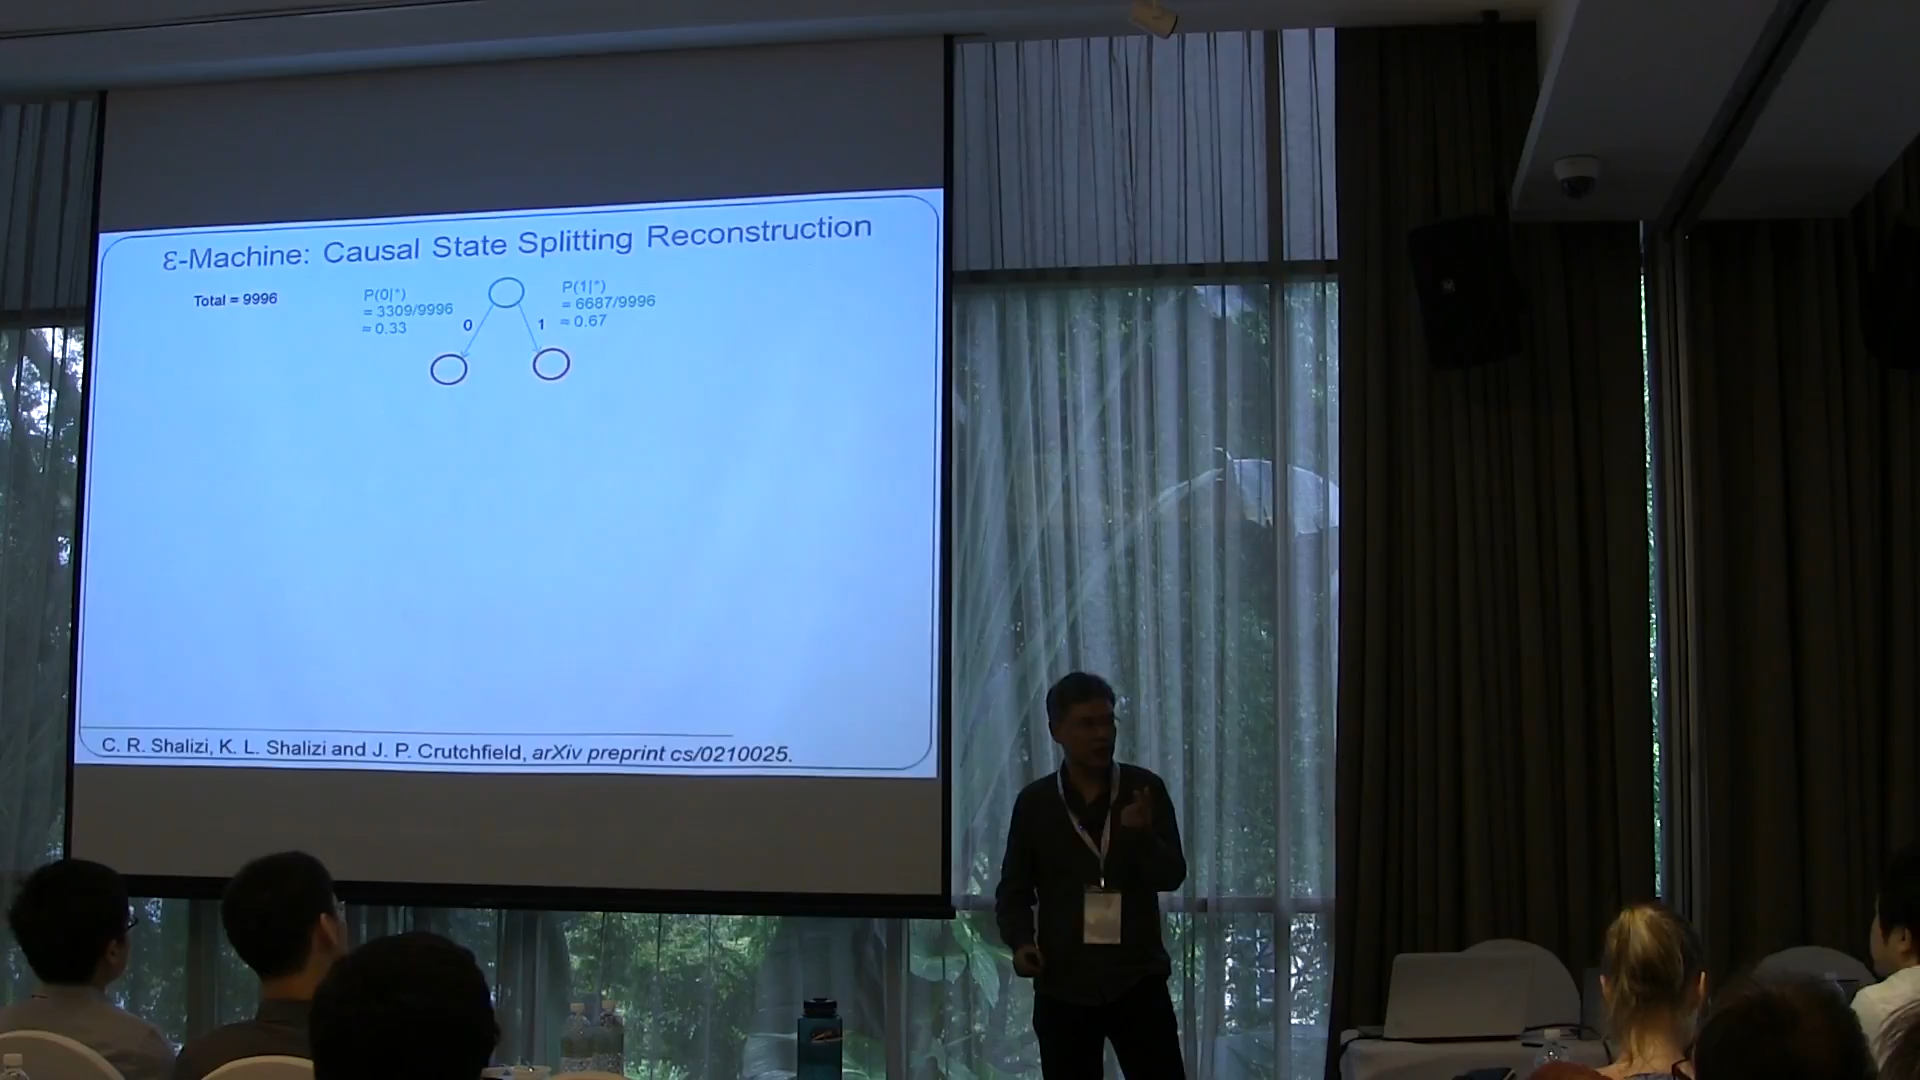 ε-Machine: Causal State Splitting Reconstruction
Total = 9996
P(0|*)
= 3309/9996
≈ 0.33
0
1
P(1|*)
= 6687/9996
≈ 0.67
C. R. Shalizi, K. L. Shalizi and J. P. Crutchfield, arXiv preprint cs/0210025.